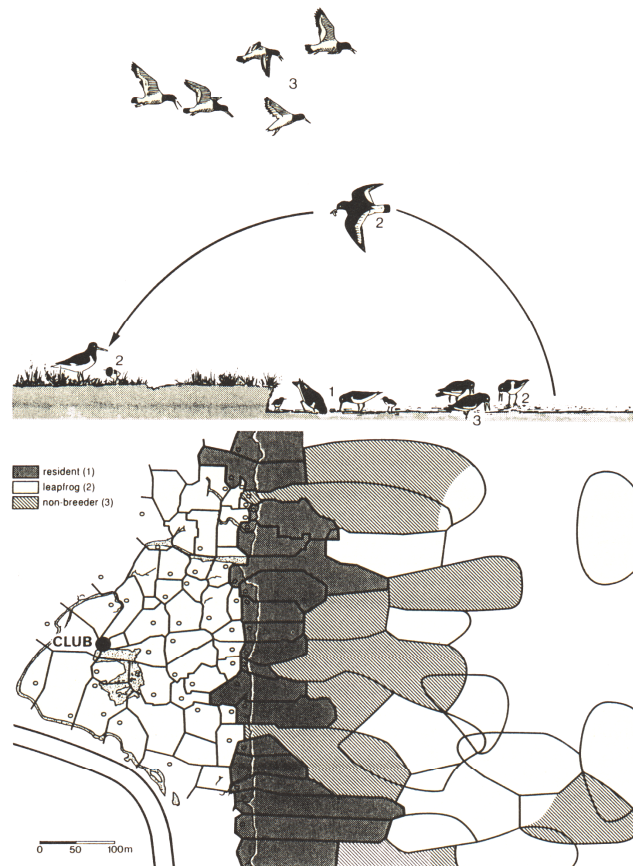 3
2
2
1
2
3
resident (1)
leapfrog (2)
non-breeder (3)
CLUB
0 50 100m